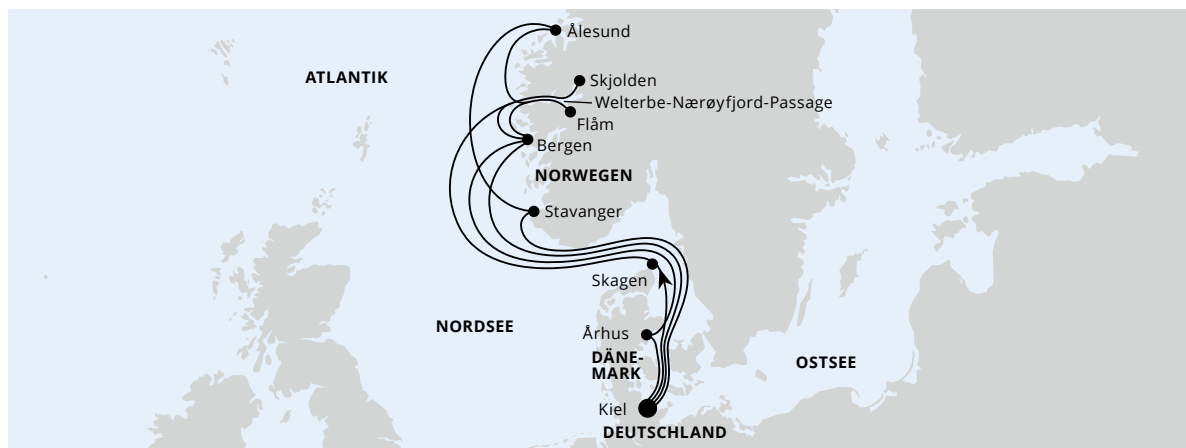 Ålesund
ATLANTIK
Skjolden
Welterbe-Nærøyfjord-Passage
Flåm
Bergen
NORWEGEN
Stavanger
Skagen
NORDSEE
Århus
DÄNE-
MARK
OSTSEE
Kiel
DEUTSCHLAND